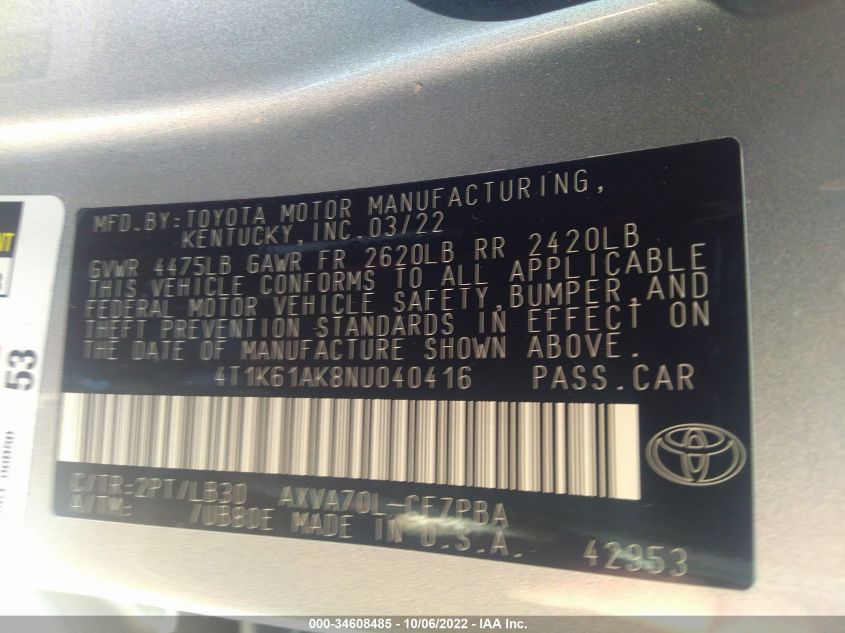 MFD.BY:TOYOTA MOTOR MANUFACTURING,
KENTUCKY, INC. 03/22
GVWR 4475LB GAWR FR 2620LB RR 2420LB
THIS VEHICLE CONFORMS TO ALL APPLICABLE
FEDERAL MOTOR VEHICLE SAFETY, BUMPER, AND
THEFT PREVENTION STANDARDS IN EFFECT ON
THE DATE OF MANUFACTURE SHOWN ABOVE.
4T1K61AK8NU040416 PASS.CAR
C/TR=2PT/LB30 AXVA70L-CEZPBA
/UB80E MADE IN U.S.A.
42953
53
000-34608485 - 10/06/2022 - IAA Inc.